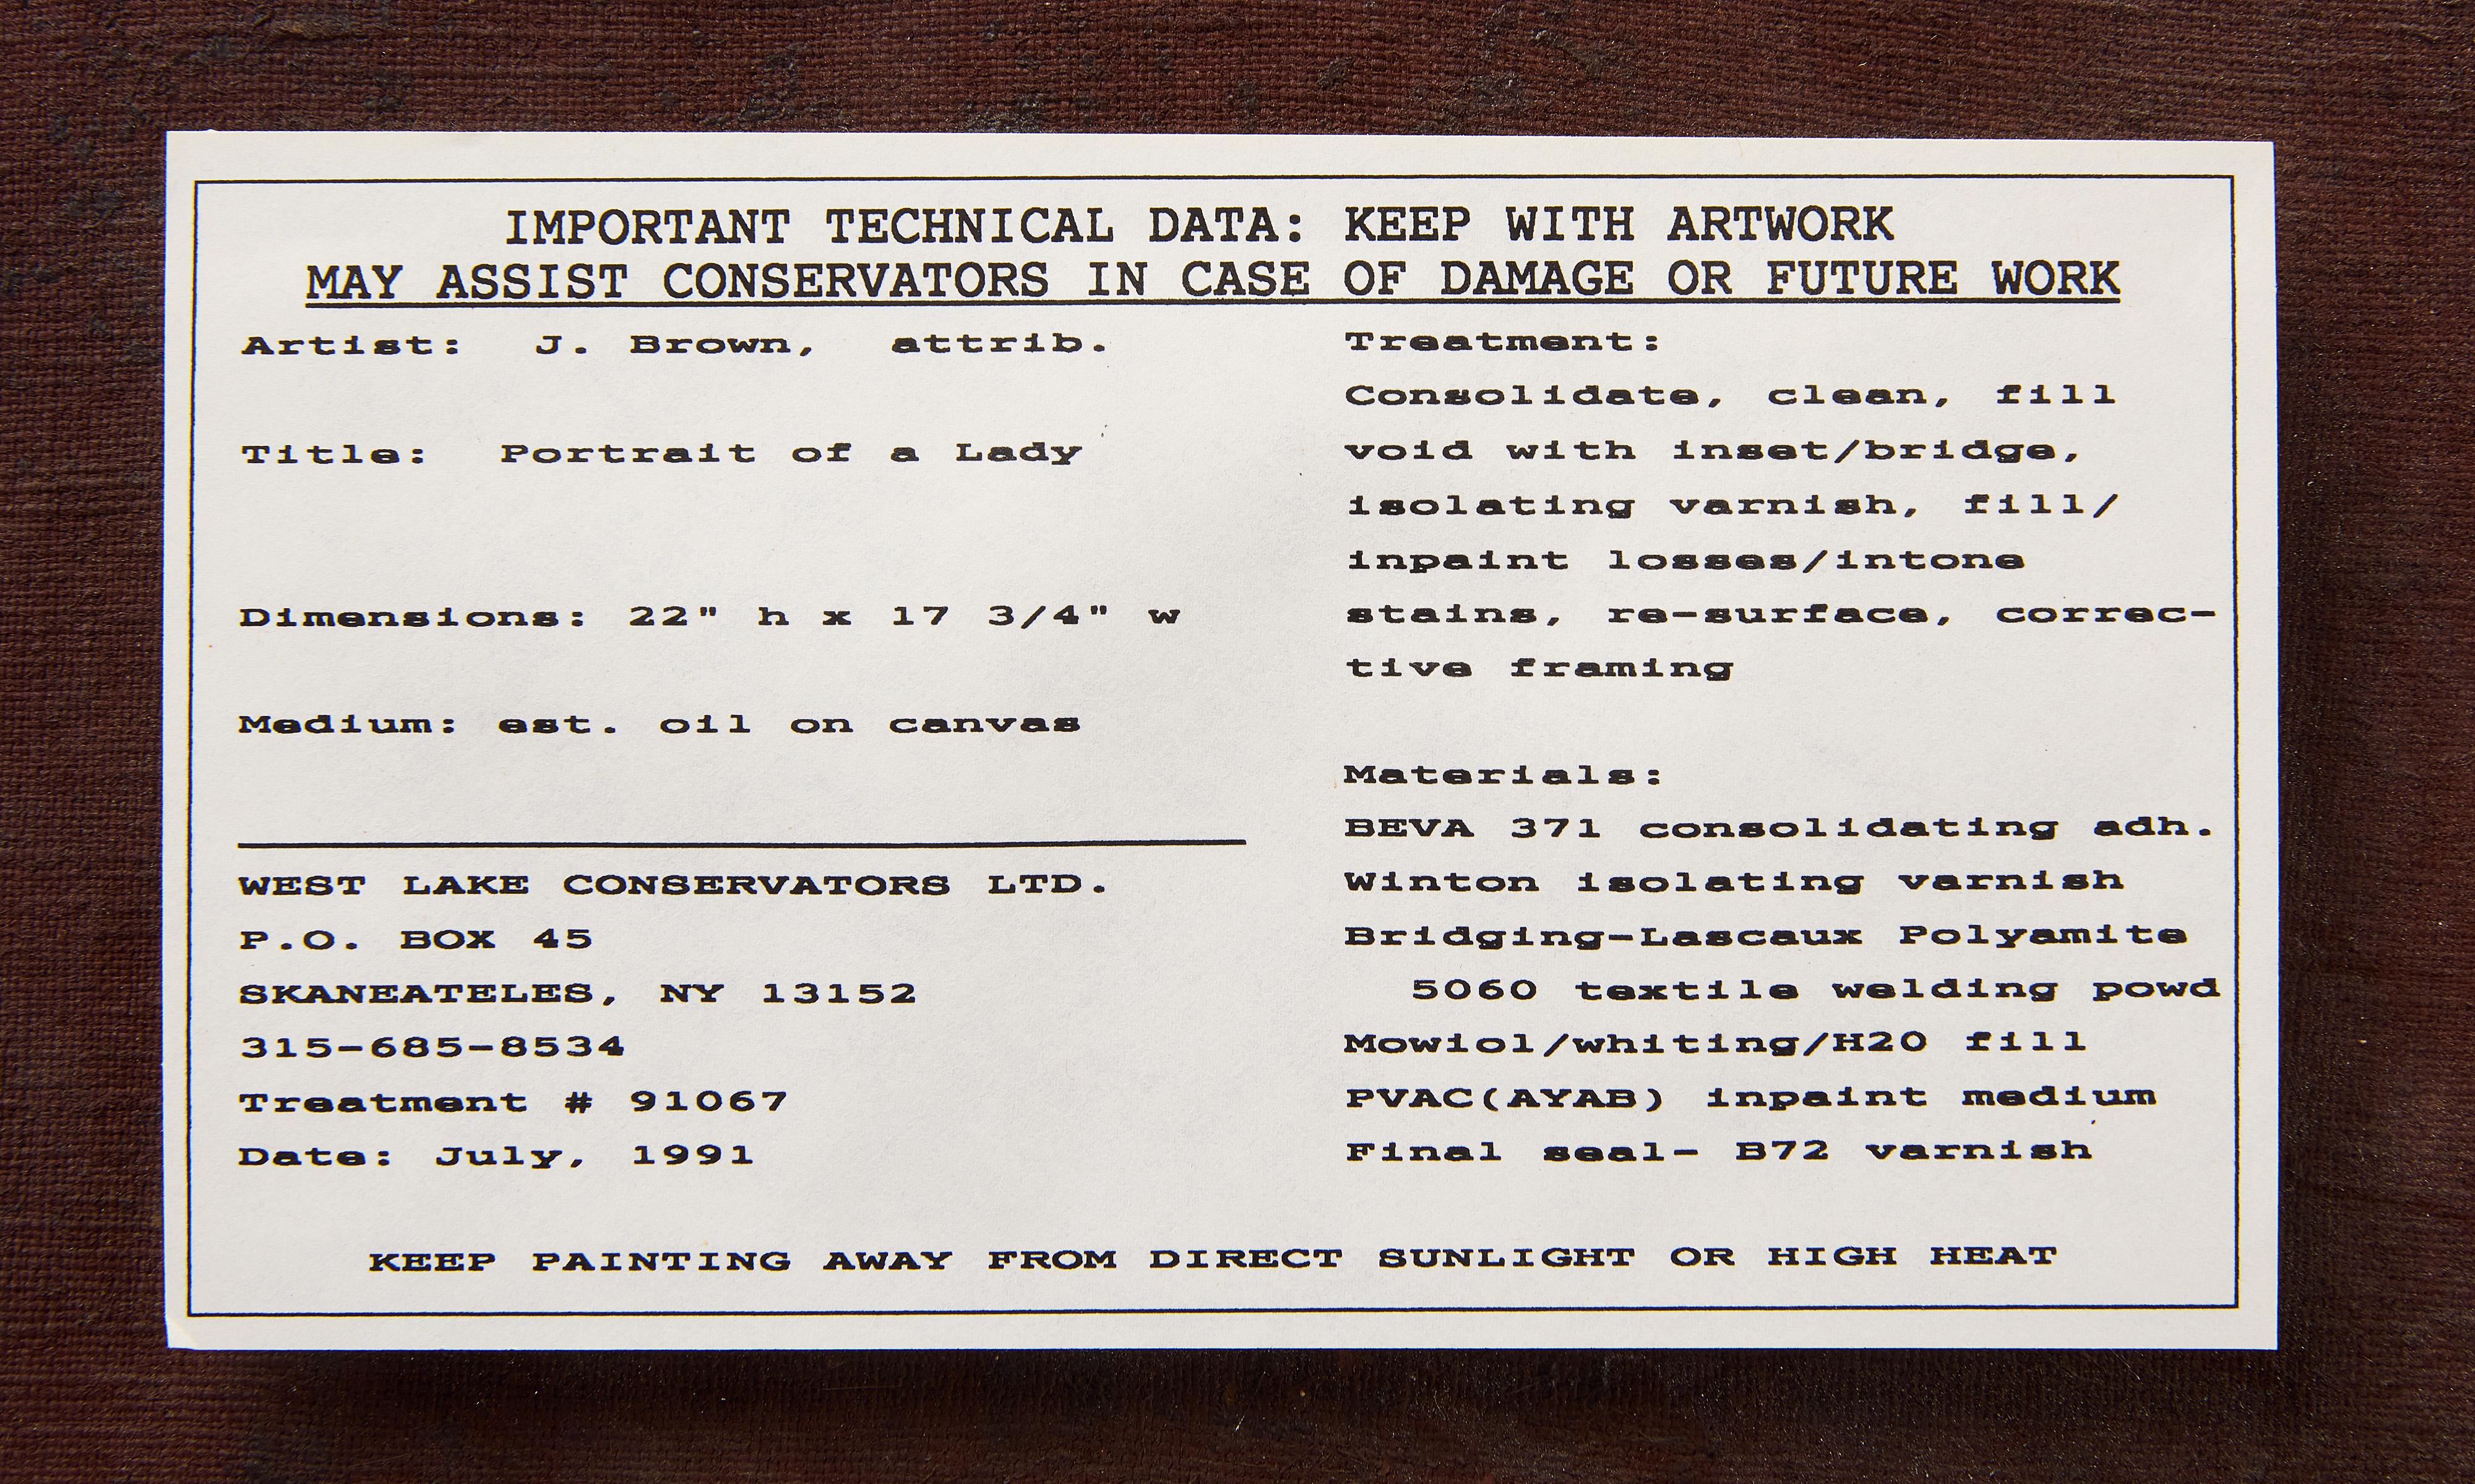 IMPORTANT TECHNICAL DATA: KEEP WITH ARTWORK
MAY ASSIST CONSERVATORS IN CASE OF DAMAGE OR FUTURE WORK
Artist: J. Brown, attrib.
Title: Portrait of a Lady
Dimensions: 22" h x 17 3/4" w
Medium: est. oil on canvas
WEST LAKE CONSERVATORS LTD.
P.O. BOX 45
SKANEATELES, NY 13152
315-685-8534
Treatment # 91067
Date: July, 1991
Treatment:
Consolidate, clean, fill
void with inset/bridge,
isolating varnish, fill/
inpaint losses/intone
stains, re-surface, correc-
tive framing
Materials:
BEVA 371 consolidating adh.
Winton isolating varnish
Bridging-Lascaux Polyamite
5060 textile welding powd
Mowiol/whiting/H2O fill
PVAC(AYAB) inpaint medium
Final seal- B72 varnish
KEEP PAINTING AWAY FROM DIRECT SUNLIGHT OR HIGH HEAT